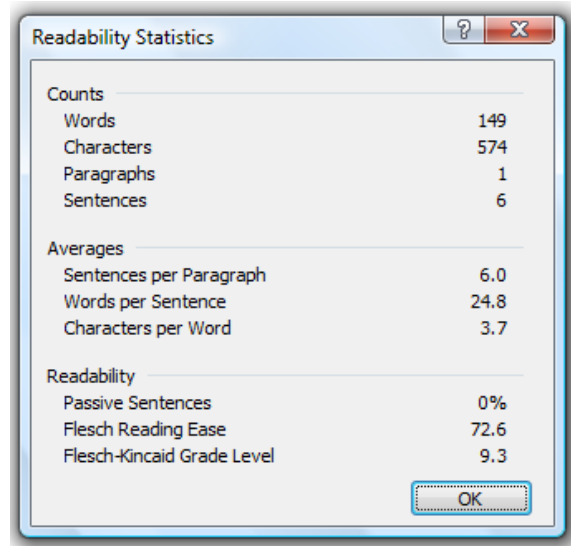 Readability Statistics
?
Counts
Words 149
Characters 574
Paragraphs 1
Sentences 6
Averages
Sentences per Paragraph 6.0
Words per Sentence 24.8
Characters per Word 3.7
Readability
Passive Sentences 0%
Flesch Reading Ease 72.6
Flesch-Kincaid Grade Level 9.3
OK